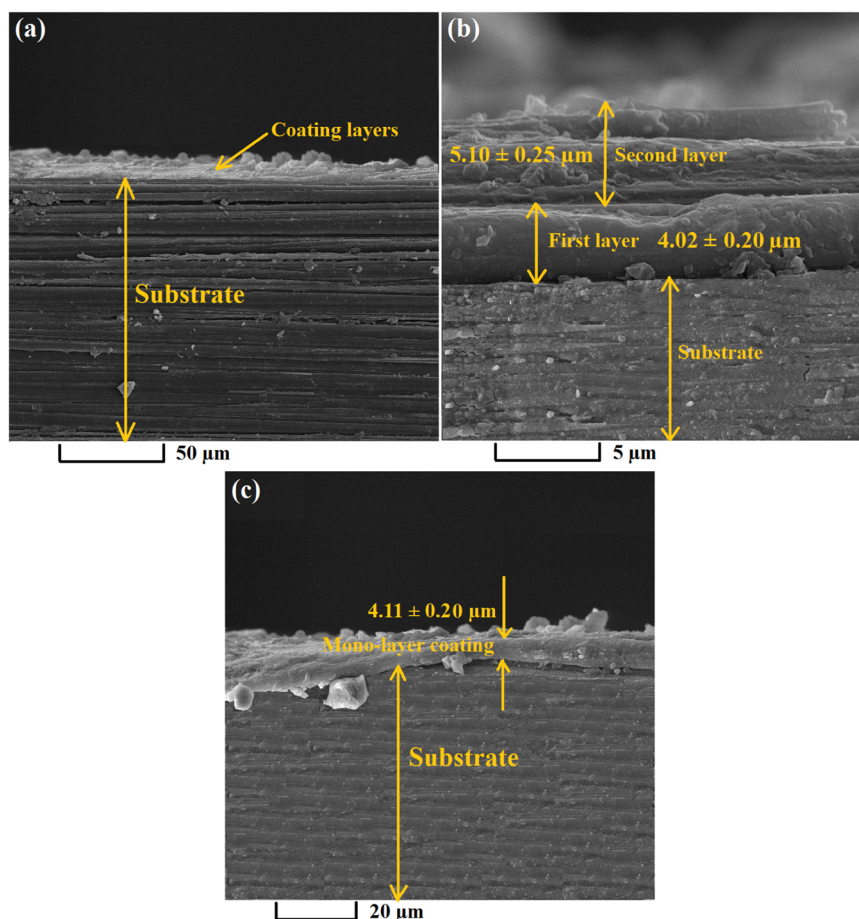 (a)
Coating layers
Substrate
50 µm
(b)
5.10 ± 0.25 µm
Second layer
First layer
4.02 ± 0.20 µm
Substrate
5 µm
(c)
4.11 ± 0.20 µm
Mono-layer coating
Substrate
20 µm